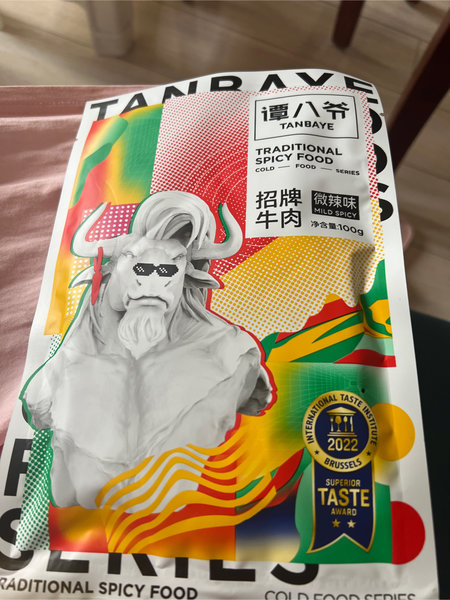 TANBAYE
谭八爷
TANBAYE
TRADITIONAL
SPICY FOOD
COLD — FOOD — SERIES
招牌
牛肉
微辣味
MILD SPICY
净含量:100g
INTERNATIONAL TASTE INSTITUTE
2022
BRUSSELS
SUPERIOR
TASTE
AWARD
SERIES
RADITIONAL SPICY FOOD
COLD FOOD SERIES